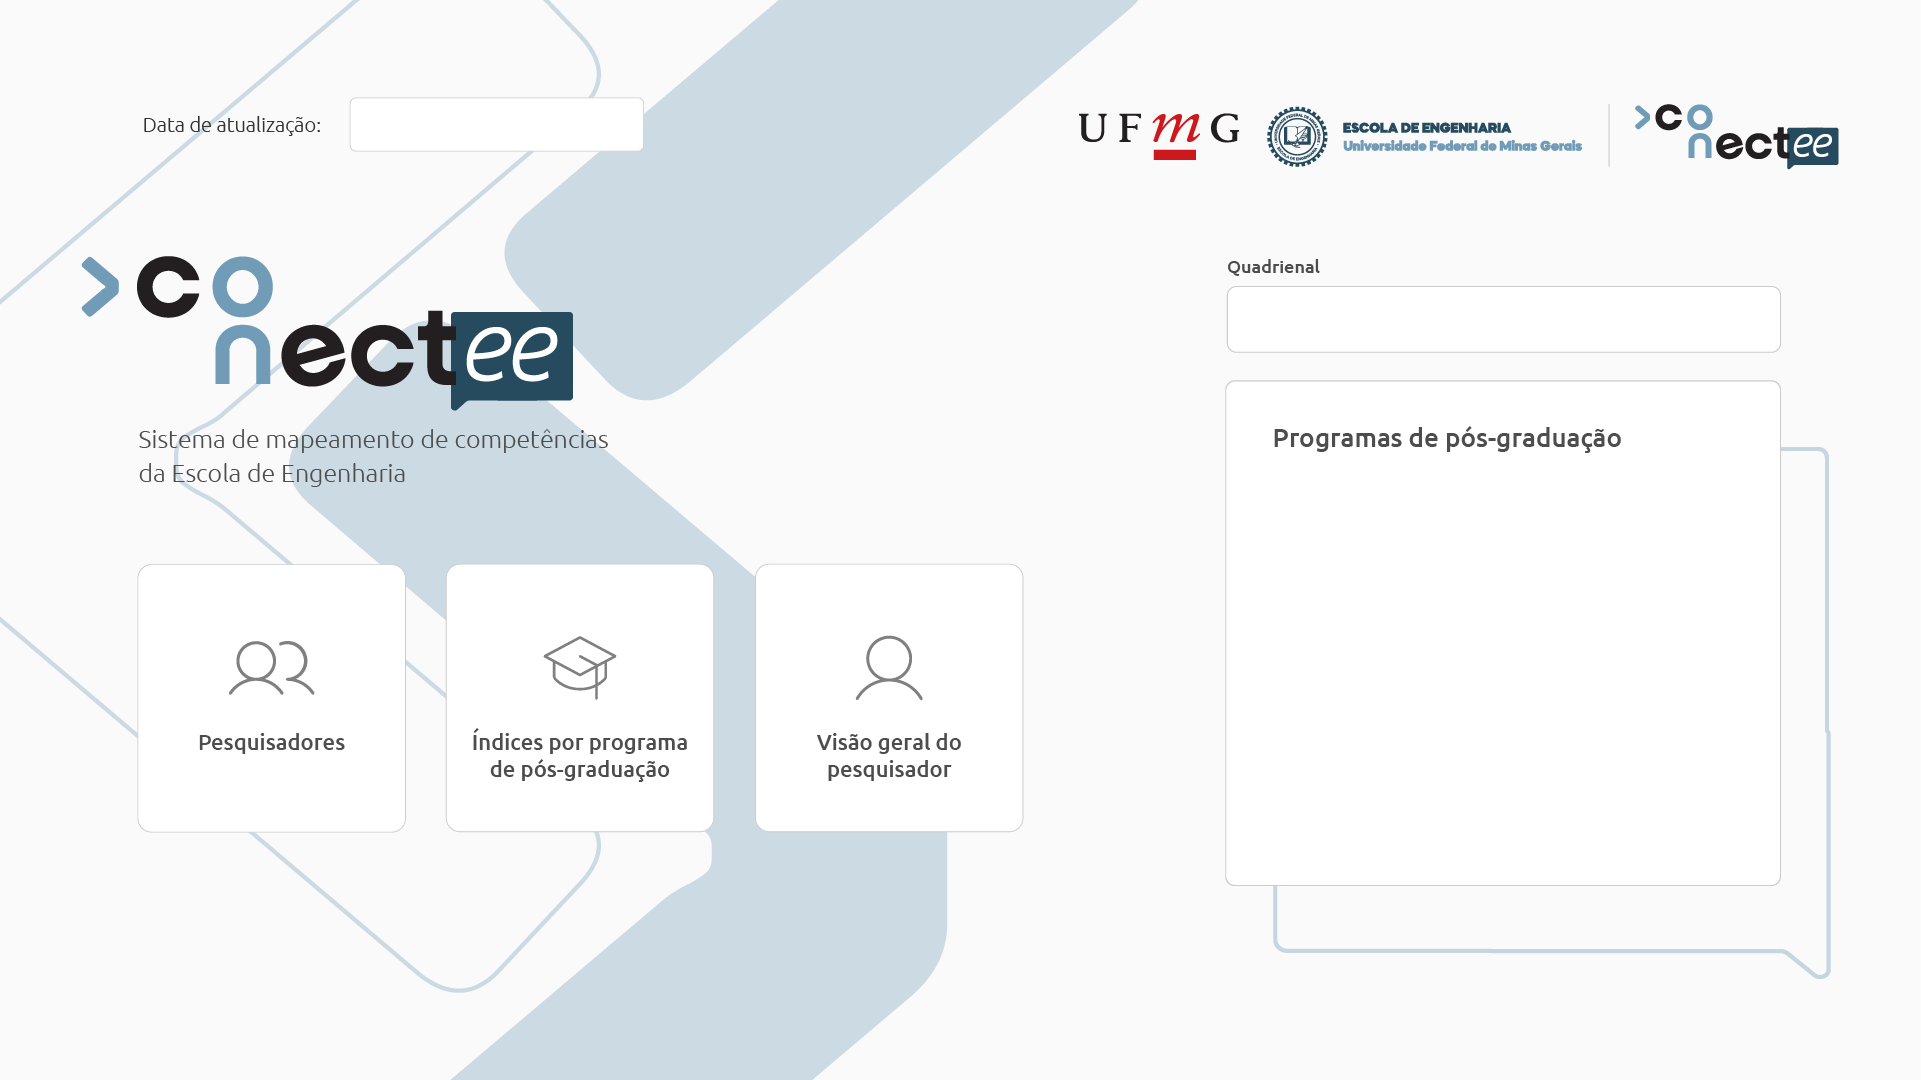 Data de atualização:
UFmG
ESCOLA DE ENGENHARIA
Universidade Federal de Minas Gerais
conectee
conectee
Sistema de mapeamento de competências
da Escola de Engenharia
Quadrienal
Programas de pós-graduação
Pesquisadores
Índices por programa
de pós-graduação
Visão geral do
pesquisador